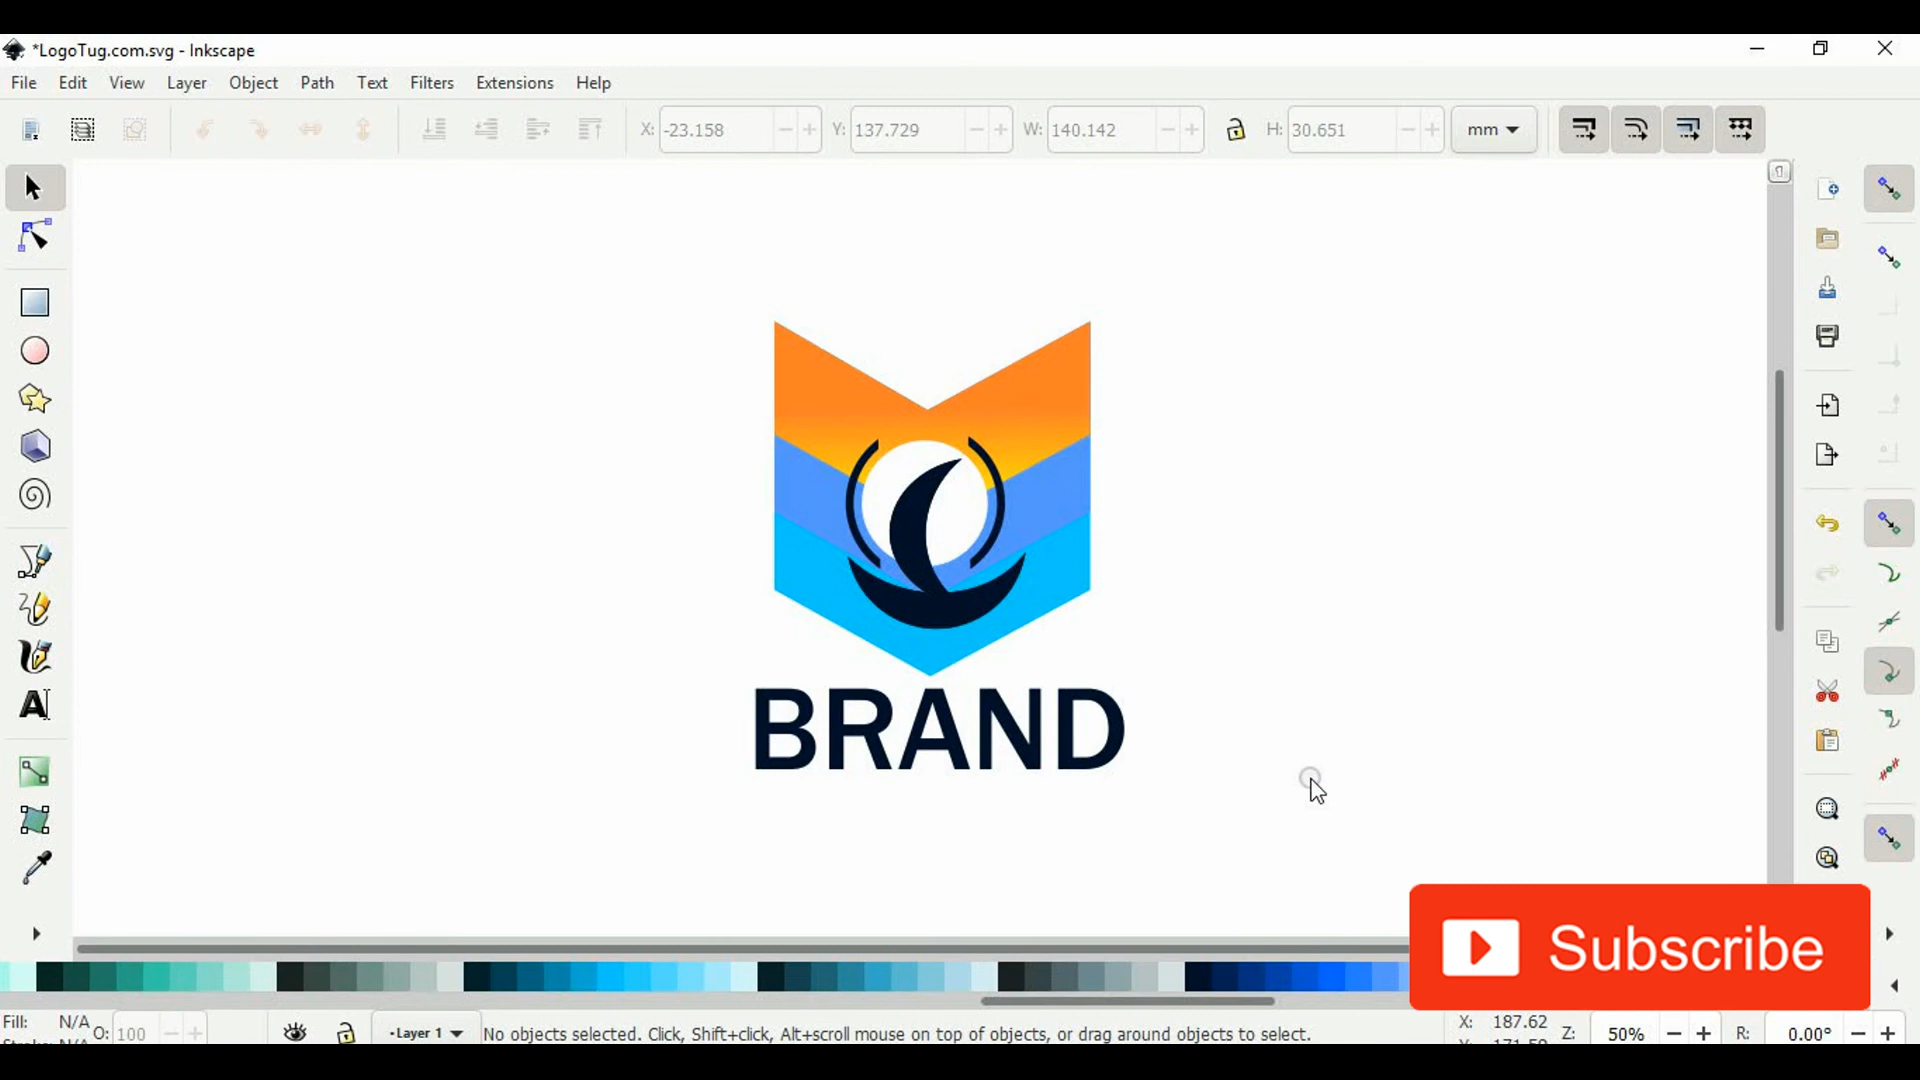 *LogoTug.com.svg - Inkscape
File Edit View Layer Object Path Text Filters Extensions Help
X: -23.158 Y: 137.729 W: 140.142 H: 30.651 mm
BRAND
Subscribe
Fill: N/A O: 100 -Layer 1 No objects selected. Click, Shift+click, Alt+scroll mouse on top of objects, or drag around objects to select. X: 187.62 Z: 50% R: 0.00°